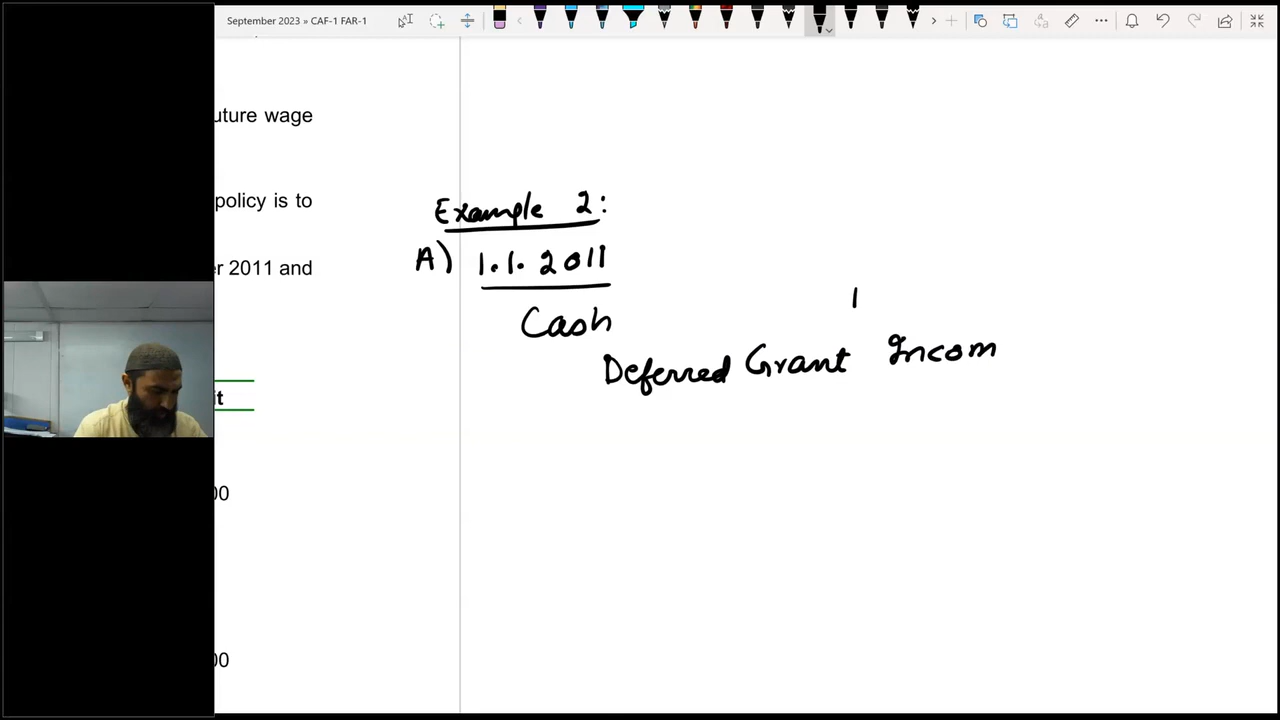 September 2023 » CAF-1 FAR-1
uture wage
policy is to
r 2011 and
it
00
00
Example 2:
A) 1.1.2011
Cash
Deferred Grant Incom